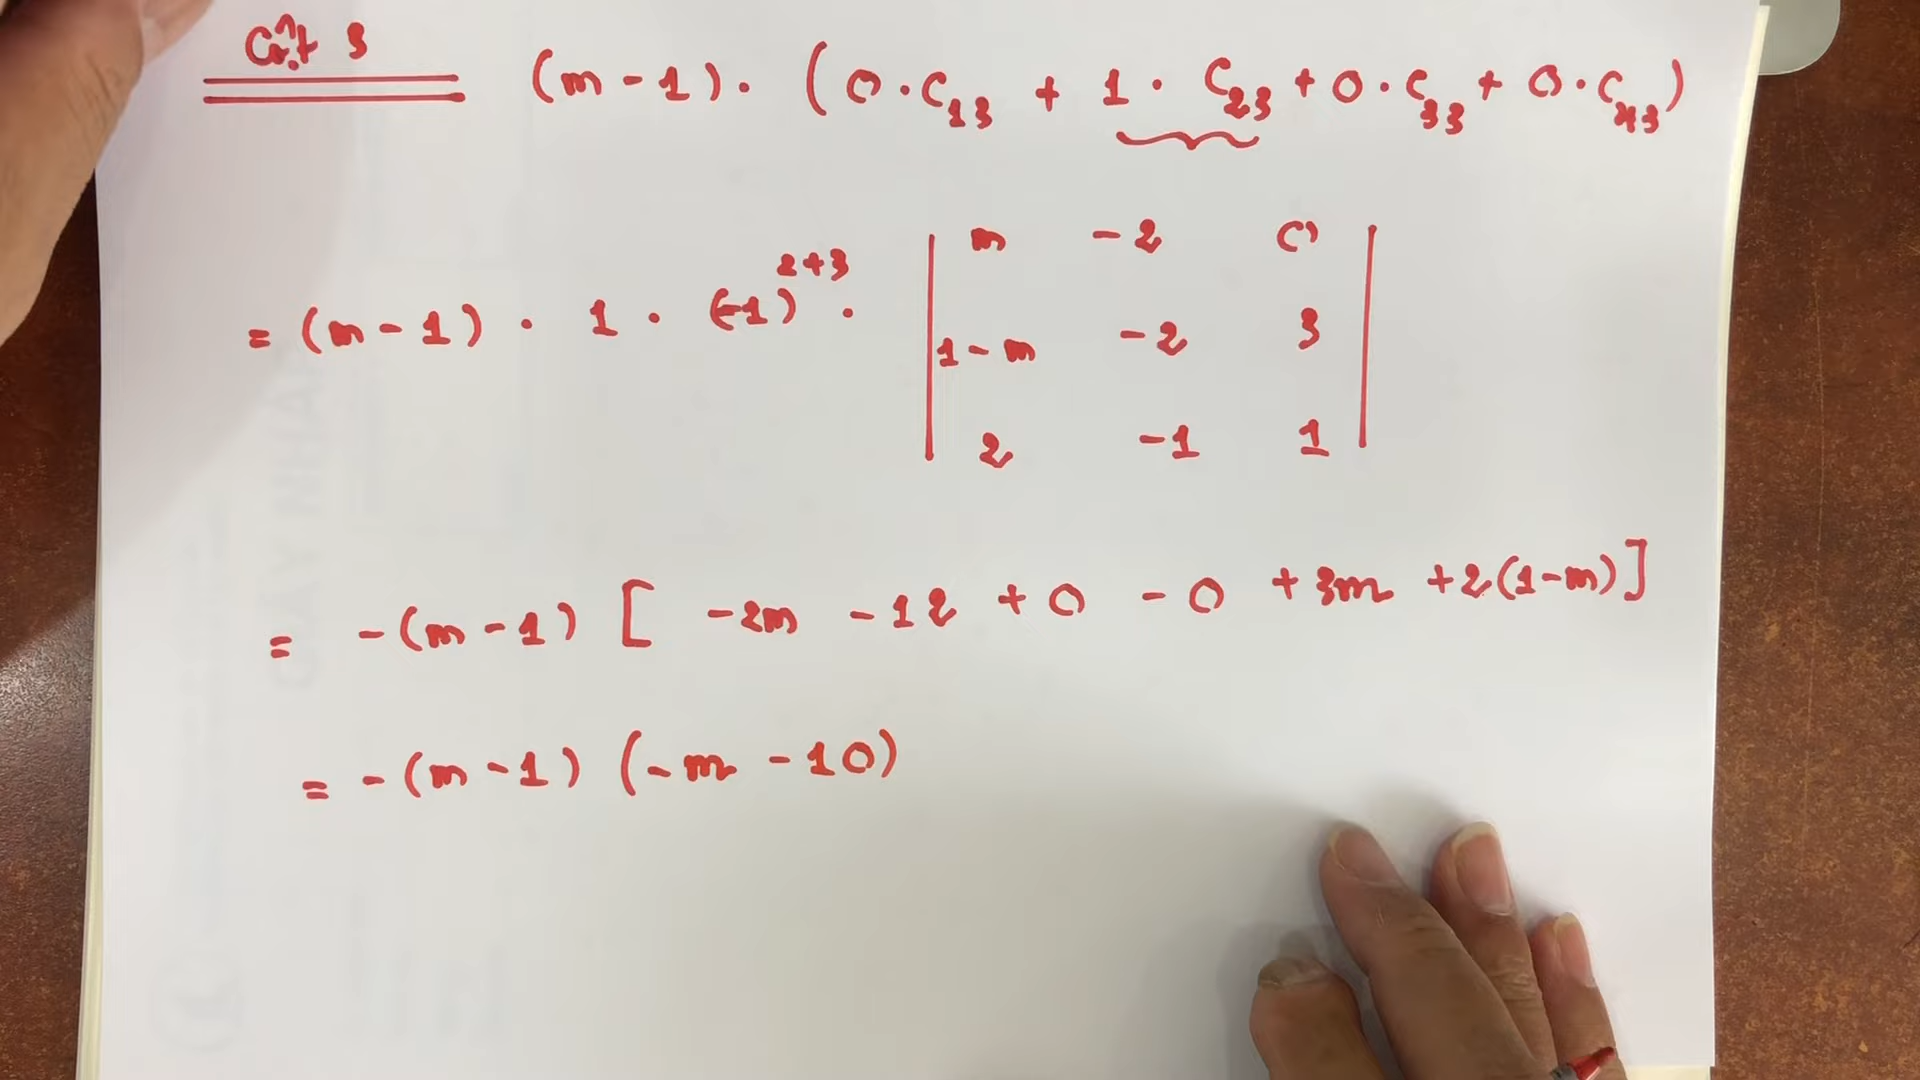 Cột 3
(m-1). (0.C₁₃ + 1. C₂₃ + 0.C₃₃ + 0.C₄₃)
= (m-1) . 1 . (-1)²⁺³ . | m -2 0 |
| 1-m -2 3 |
| 2 -1 1 |
= -(m-1) [ -2m -12 + 0 - 0 + 3m + 2(1-m)]
= -(m-1) (-m -10)